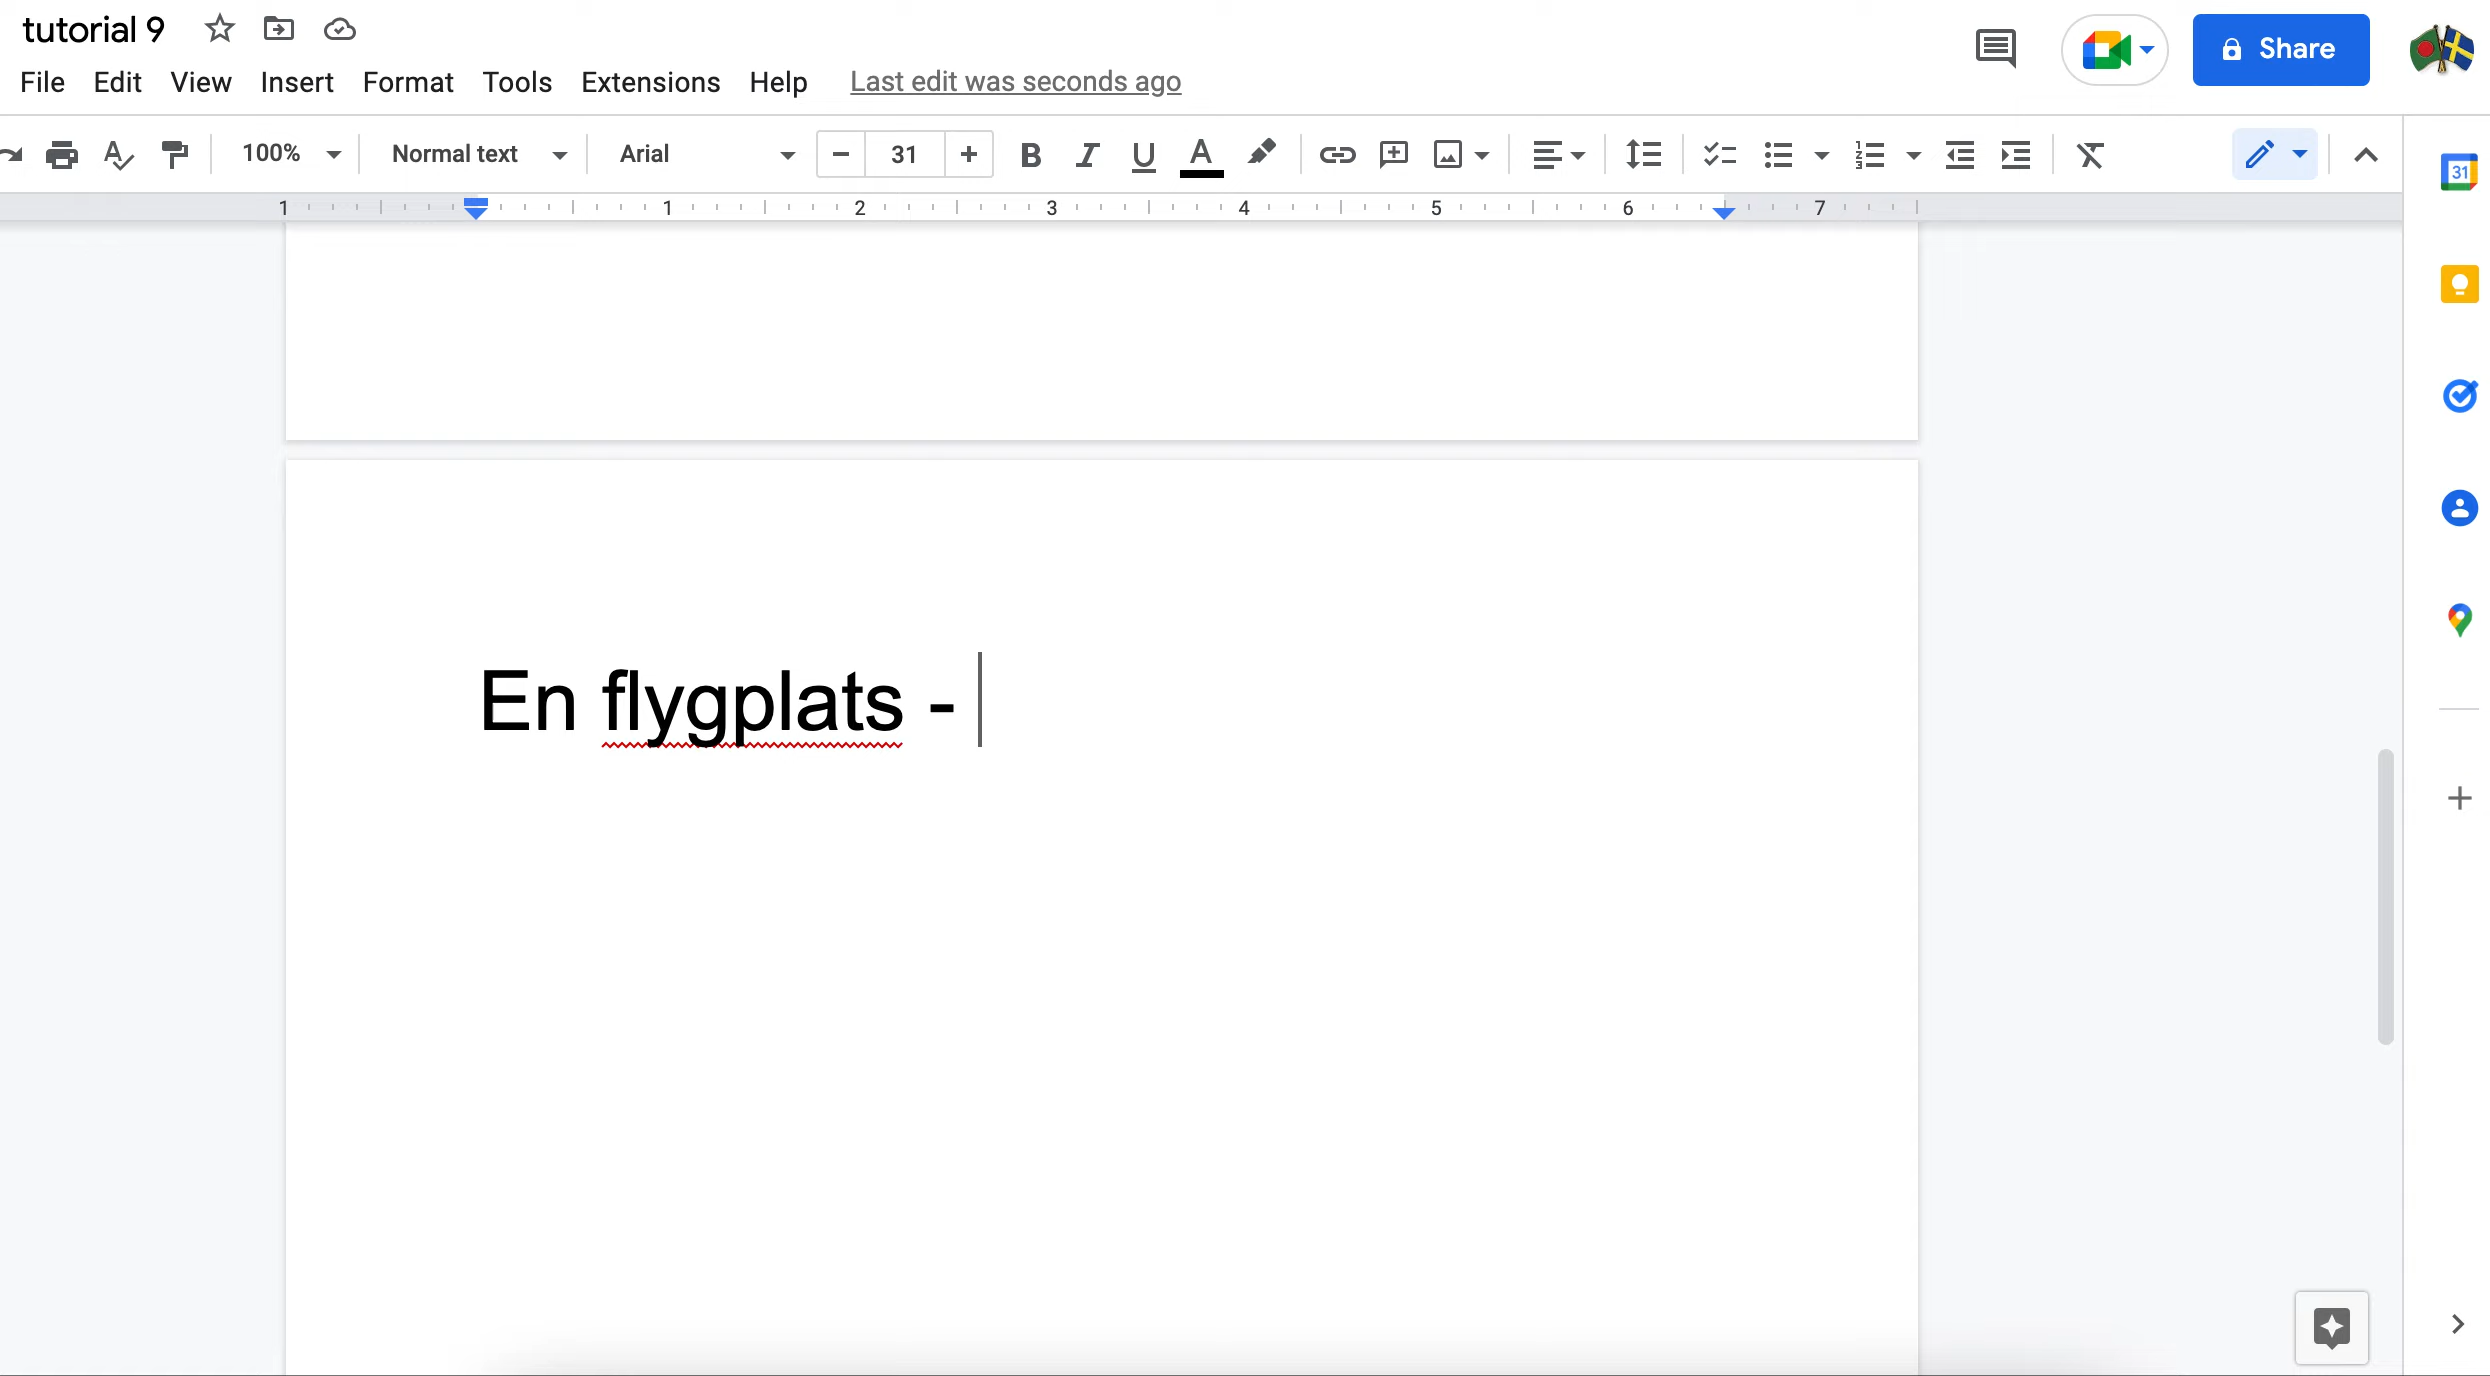 tutorial 9
File Edit View Insert Format Tools Extensions Help Last edit was seconds ago
Share
100% Normal text Arial 31
1 1 2 3 4 5 6 7
31
En flygplats -